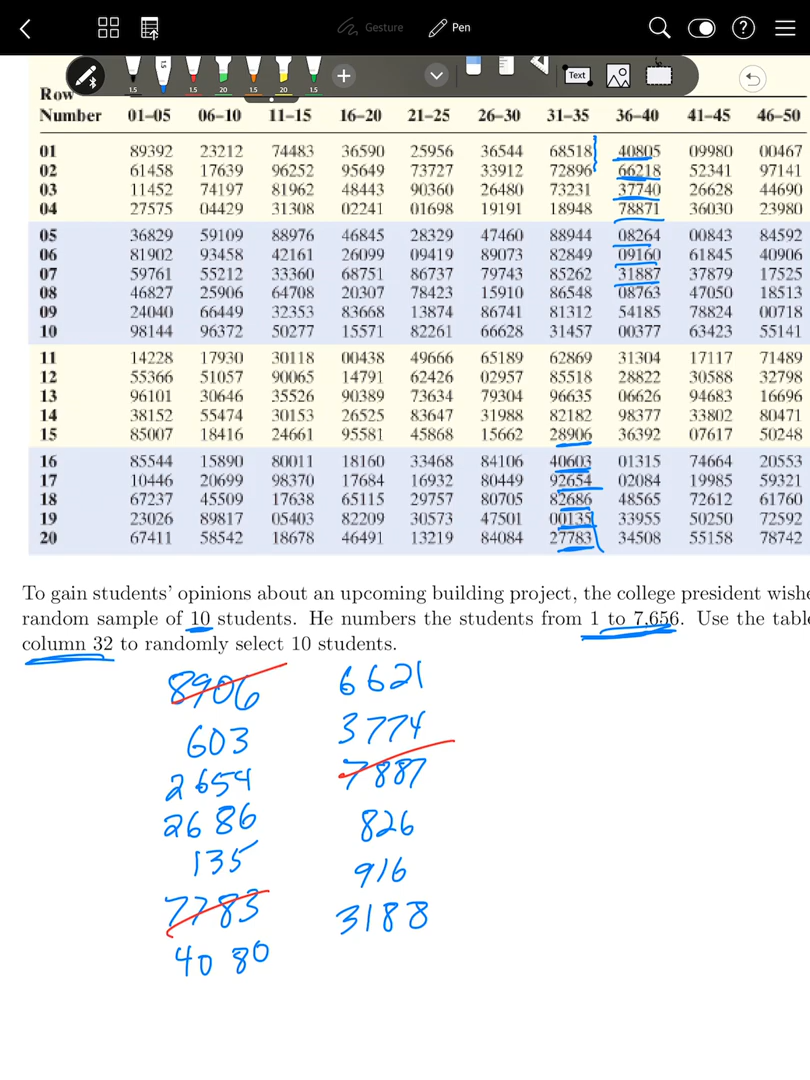 Gesture Pen
1.5 1.5 1.5 20 1.5 20 1.5 Text
Row
Number 01–05 06–10 11–15 16–20 21–25 26–30 31–35 36–40 41–45 46–50
01 89392 23212 74483 36590 25956 36544 68518 40805 09980 00467
02 61458 17639 96252 95649 73727 33912 72896 66218 52341 97141
03 11452 74197 81962 48443 90360 26480 73231 37740 26628 44690
04 27575 04429 31308 02241 01698 19191 18948 78871 36030 23980
05 36829 59109 88976 46845 28329 47460 88944 08264 00843 84592
06 81902 93458 42161 26099 09419 89073 82849 09160 61845 40906
07 59761 55212 33360 68751 86737 79743 85262 31887 37879 17525
08 46827 25906 64708 20307 78423 15910 86548 08763 47050 18513
09 24040 66449 32353 83668 13874 86741 81312 54185 78824 00718
10 98144 96372 50277 15571 82261 66628 31457 00377 63423 55141
11 14228 17930 30118 00438 49666 65189 62869 31304 17117 71489
12 55366 51057 90065 14791 62426 02957 85518 28822 30588 32798
13 96101 30646 35526 90389 73634 79304 96635 06626 94683 16696
14 38152 55474 30153 26525 83647 31988 82182 98377 33802 80471
15 85007 18416 24661 95581 45868 15662 28906 36392 07617 50248
16 85544 15890 80011 18160 33468 84106 40603 01315 74664 20553
17 10446 20699 98370 17684 16932 80449 92654 02084 19985 59321
18 67237 45509 17638 65115 29757 80705 82686 48565 72612 61760
19 23026 89817 05403 82209 30573 47501 00135 33955 50250 72592
20 67411 58542 18678 46491 13219 84084 27783 34508 55158 78742
To gain students' opinions about an upcoming building project, the college president wishe
random sample of 10 students. He numbers the students from 1 to 7,656. Use the tabl
column 32 to randomly select 10 students.
8906 6621
603 3774
2654 7887
2686 826
135 916
7783 3188
4080